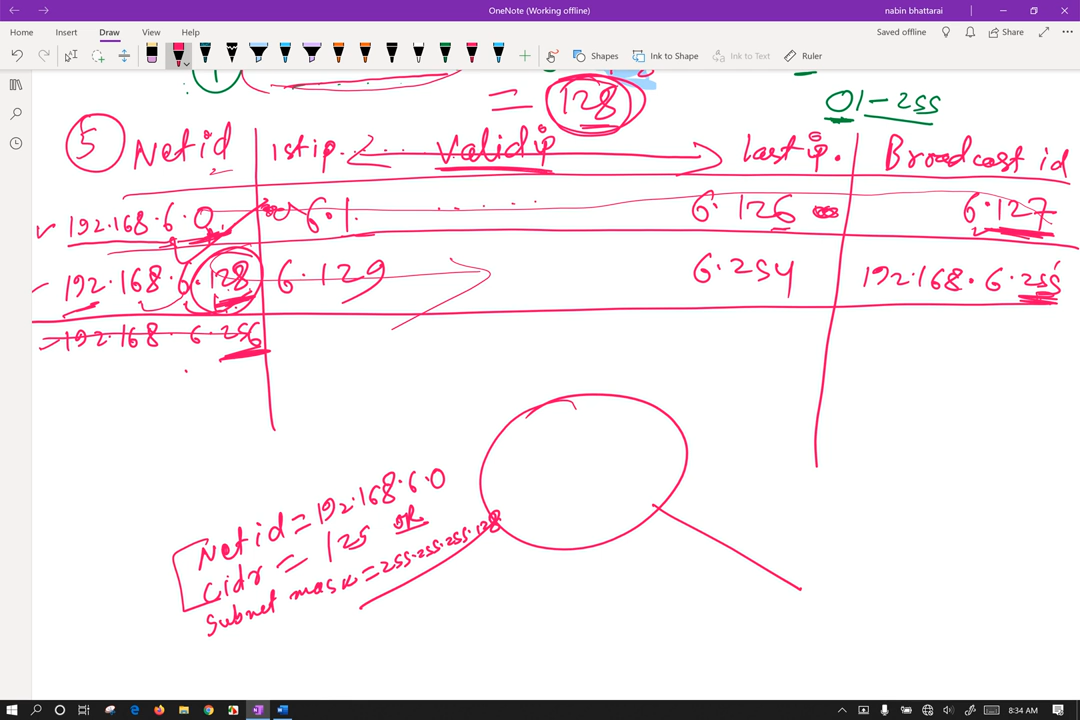 OneNote (Working offline)
nabin bhattarai
Home Insert Draw View Help
Saved offline Share
Shapes Ink to Shape Ink to Text Ruler
1
= 128
01-255
5 Net id 1st ip. Valid ip Last ip. Broadcast id
192.168.6.0 6.1 6.126 6.127
192.168.6.128 6.129 6.254 192.168.6.255
192.168.6.256
Net id = 192.168.6.0
Cidr = 125 or
Subnet mask = 255.255.255.128
8:34 AM